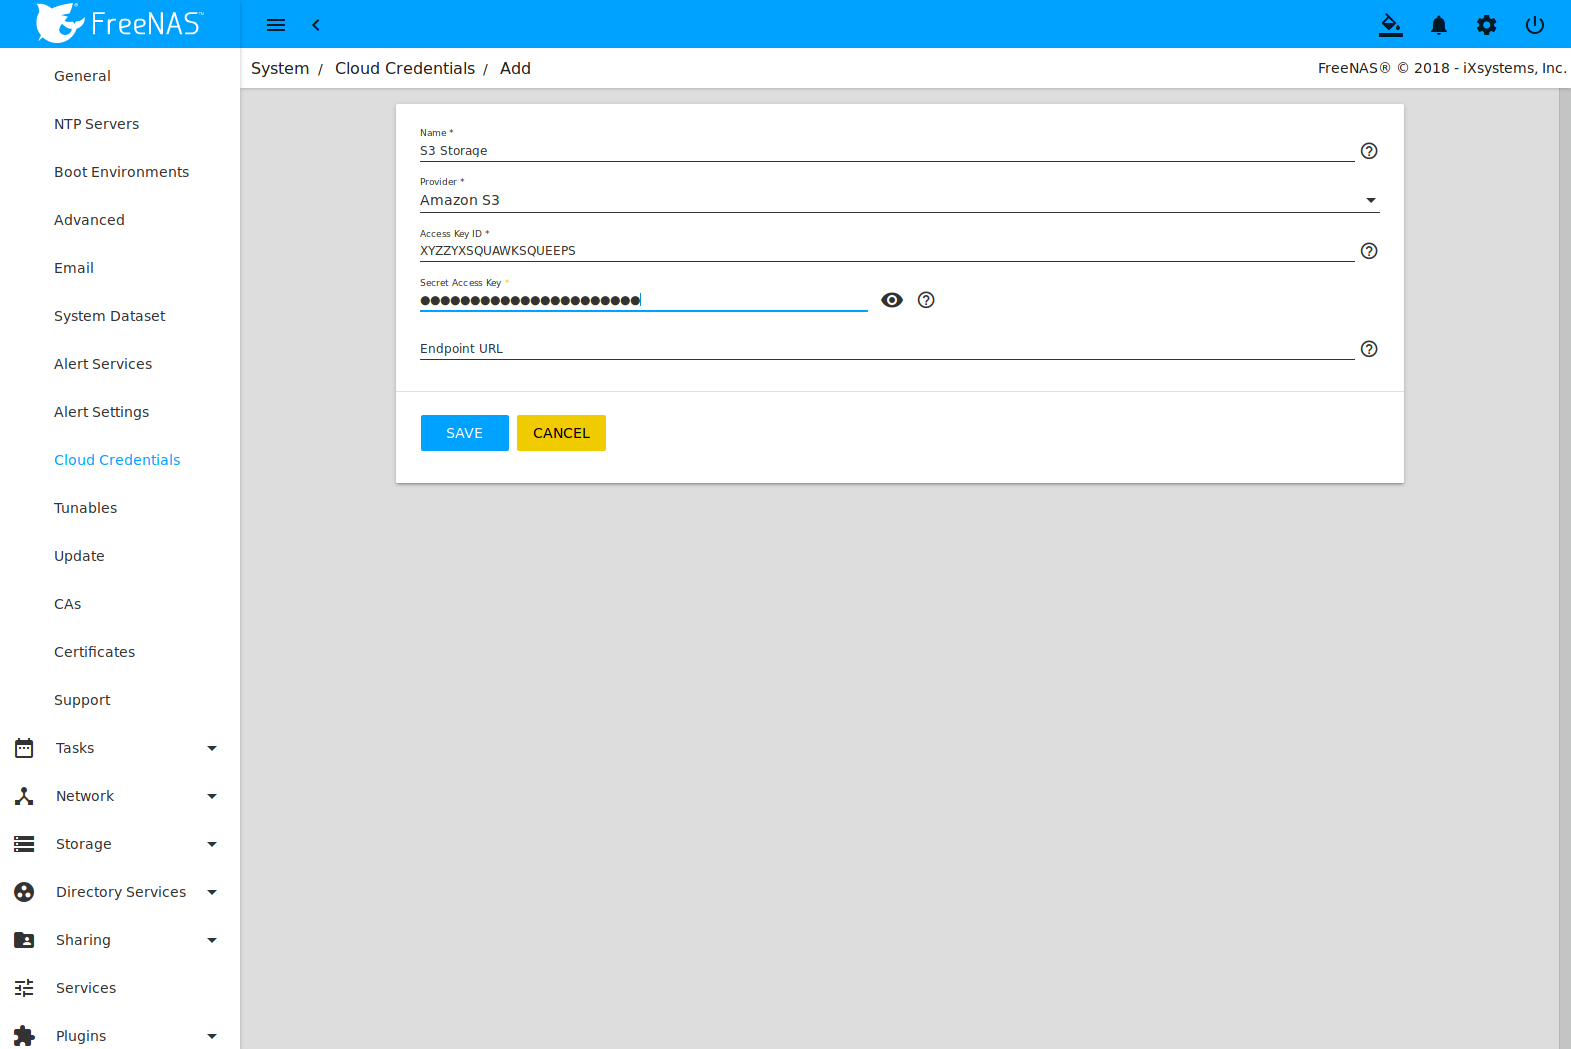 FreeNAS™
System / Cloud Credentials / Add
FreeNAS® © 2018 - iXsystems, Inc.
General
NTP Servers
Boot Environments
Advanced
Email
System Dataset
Alert Services
Alert Settings
Cloud Credentials
Tunables
Update
CAs
Certificates
Support
Tasks
Network
Storage
Directory Services
Sharing
Services
Plugins
Name *
S3 Storage
Provider *
Amazon S3
Access Key ID *
XYZZYXSQUAWKSQUEEPS
Secret Access Key *
●●●●●●●●●●●●●●●●●●●●●●
Endpoint URL
SAVE CANCEL